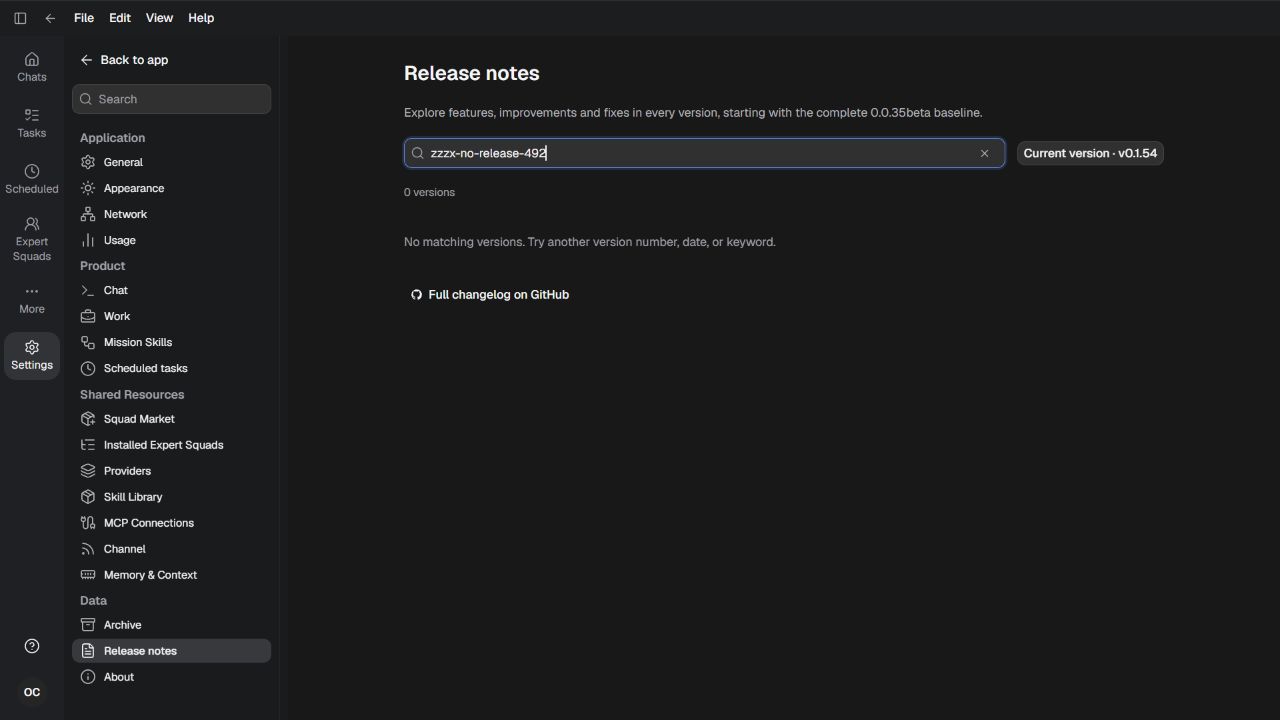 File Edit View Help
Chats
Tasks
Scheduled
Expert
Squads
More
Settings
OC
Back to app
Search
Application
General
Appearance
Network
Usage
Product
Chat
Work
Mission Skills
Scheduled tasks
Shared Resources
Squad Market
Installed Expert Squads
Providers
Skill Library
MCP Connections
Channel
Memory & Context
Data
Archive
Release notes
About
Release notes
Explore features, improvements and fixes in every version, starting with the complete 0.0.35beta baseline.
zzzx-no-release-492
Current version · v0.1.54
0 versions
No matching versions. Try another version number, date, or keyword.
Full changelog on GitHub